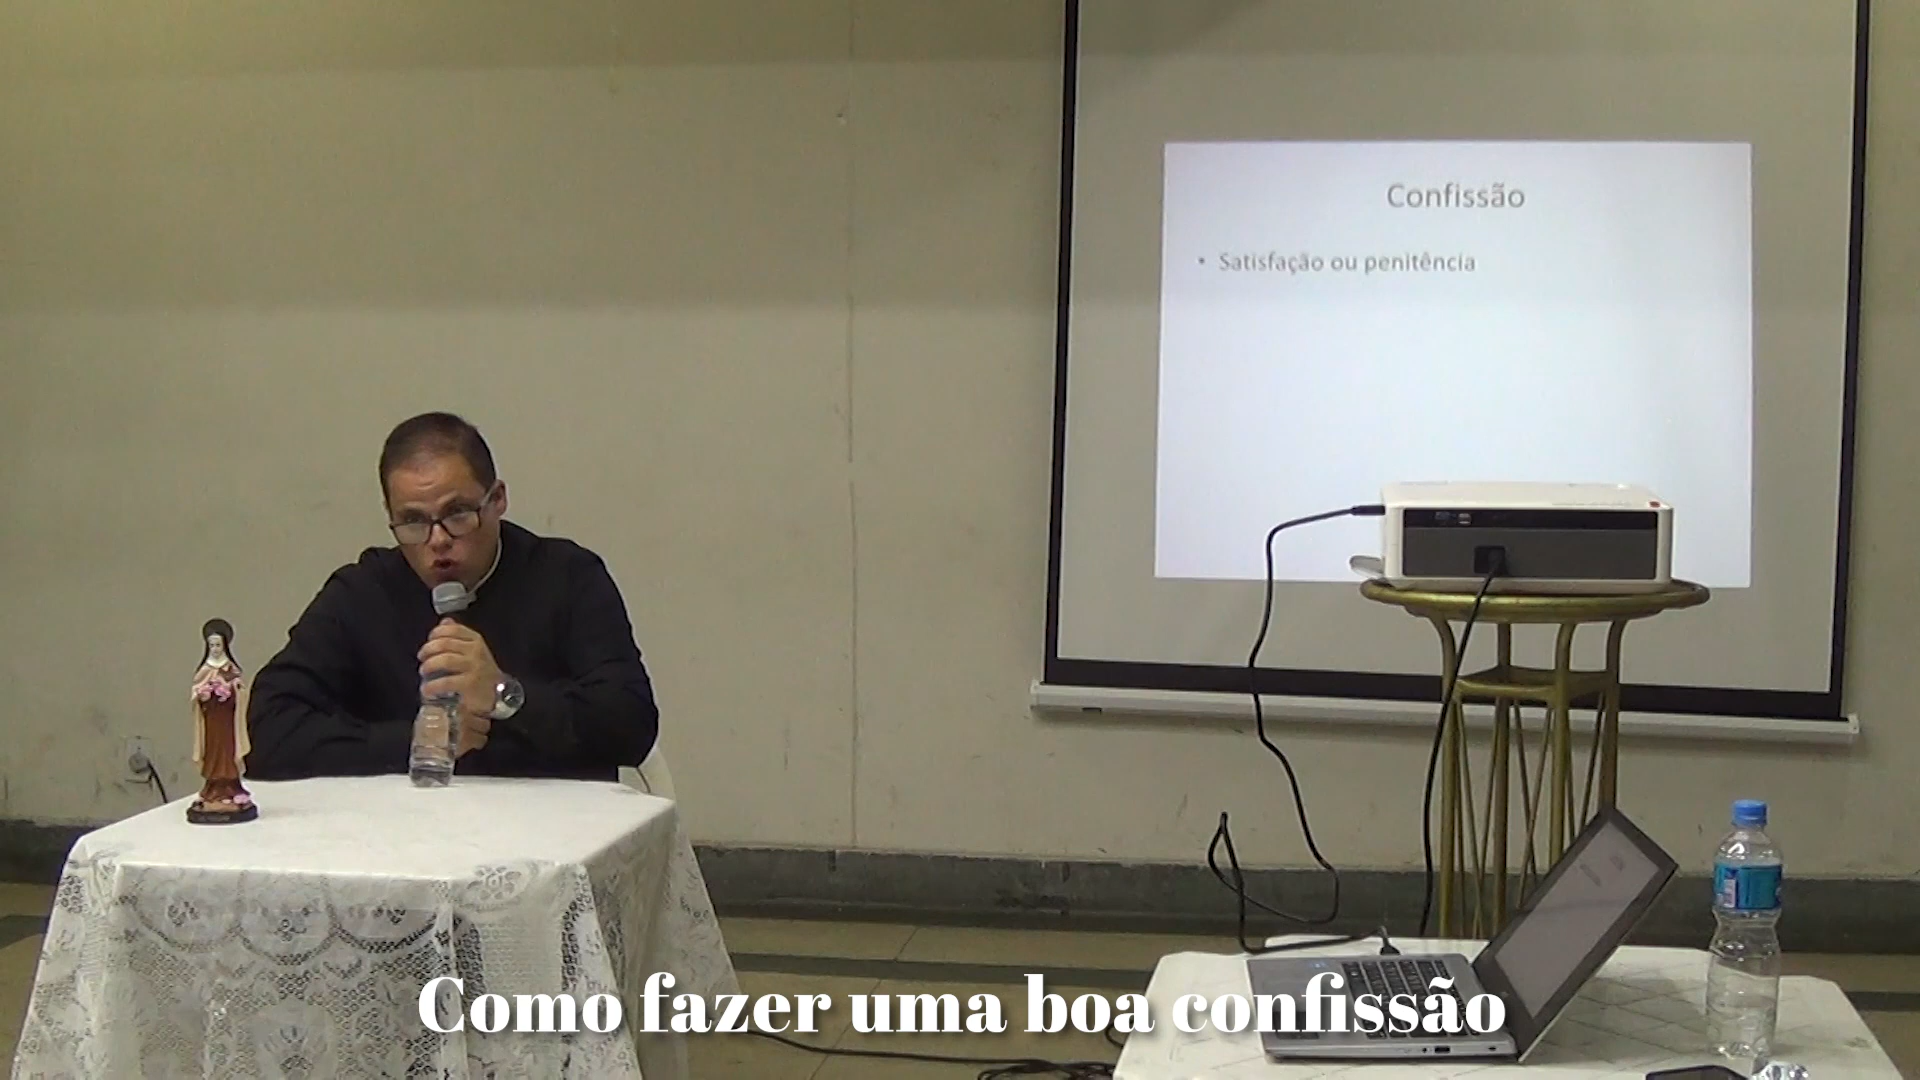 Confissão
• Satisfação ou penitência
Como fazer uma boa confissão